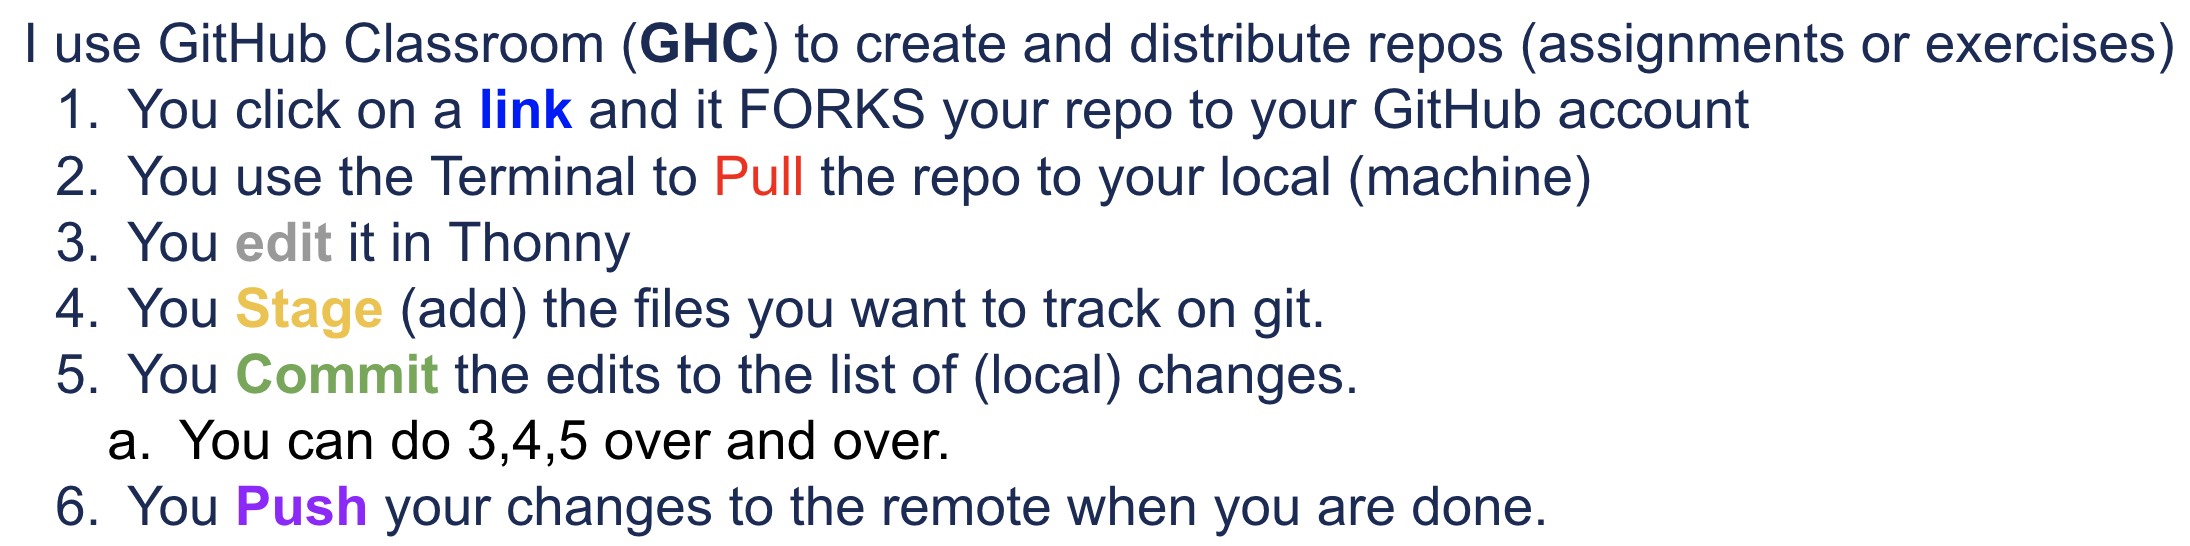 I use GitHub Classroom (GHC) to create and distribute repos (assignments or exercises)
1. You click on a link and it FORKS your repo to your GitHub account
2. You use the Terminal to Pull the repo to your local (machine)
3. You edit it in Thonny
4. You Stage (add) the files you want to track on git.
5. You Commit the edits to the list of (local) changes.
a. You can do 3,4,5 over and over.
6. You Push your changes to the remote when you are done.